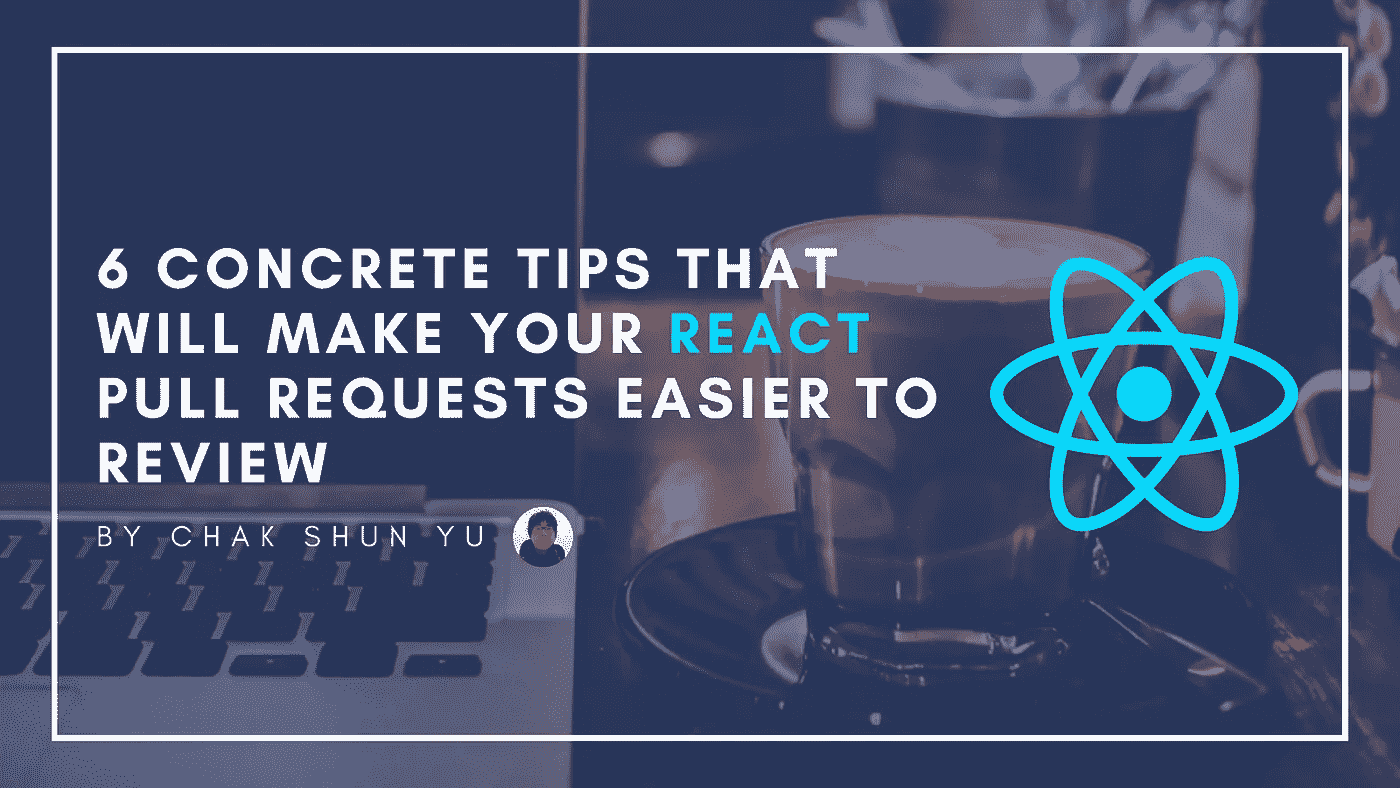 6 CONCRETE TIPS THAT
WILL MAKE YOUR REACT
PULL REQUESTS EASIER TO
REVIEW
BY CHAK SHUN YU